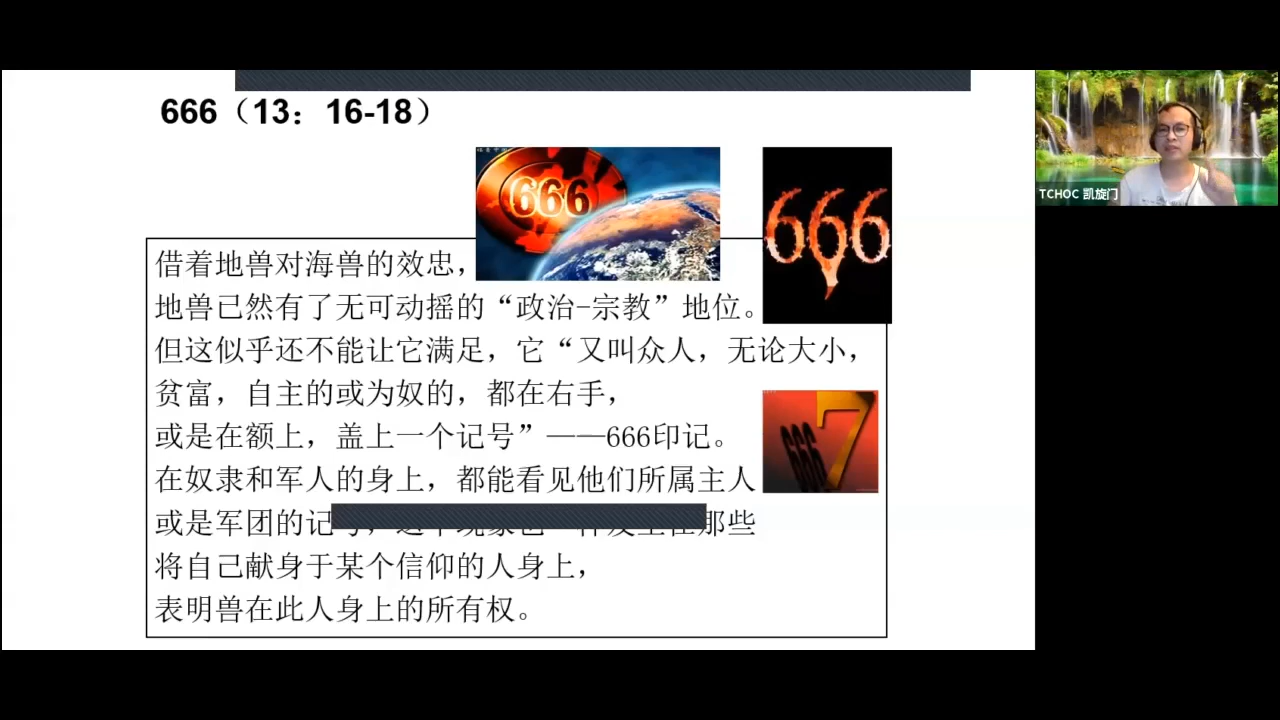 666（13：16-18）
666
666
借着地兽对海兽的效忠，
地兽已然有了无可动摇的“政治-宗教”地位。
但这似乎还不能让它满足，它“又叫众人，无论大小，
贫富，自主的或为奴的，都在右手，
666 7
或是在额上，盖上一个记号”——666印记。
在奴隶和军人的身上，都能看见他们所属主人
或是军团的记 那些
将自己献身于某个信仰的人身上，
表明兽在此人身上的所有权。
TCHOC 凯旋门